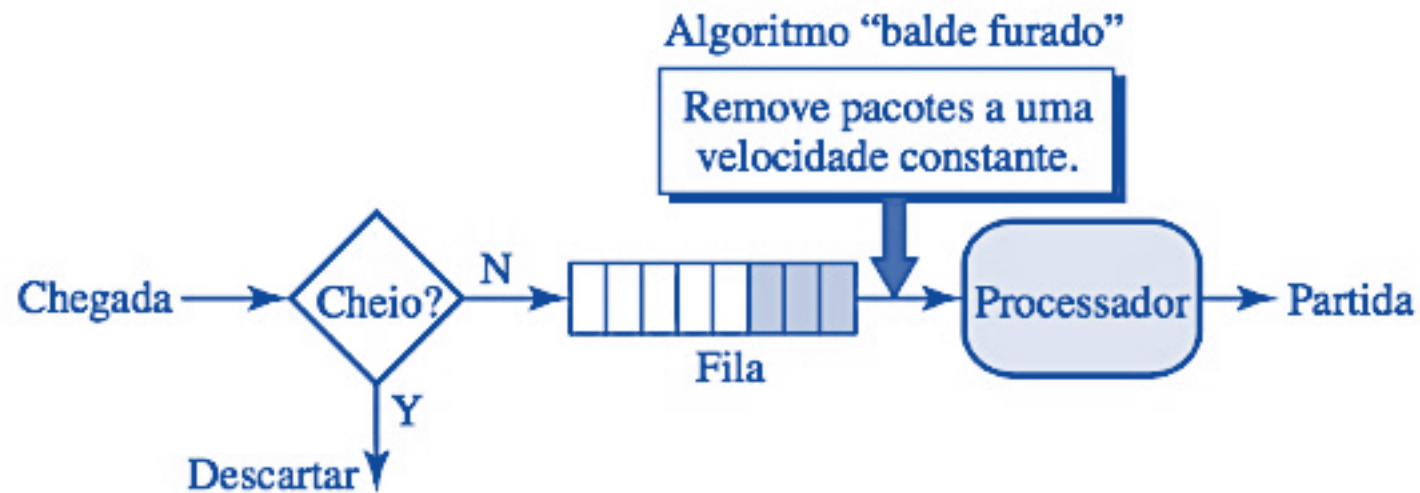 Algoritmo “balde furado”
Remove pacotes a uma
velocidade constante.
Chegada
Cheio?
N
Fila
Processador
Partida
Y
Descartar